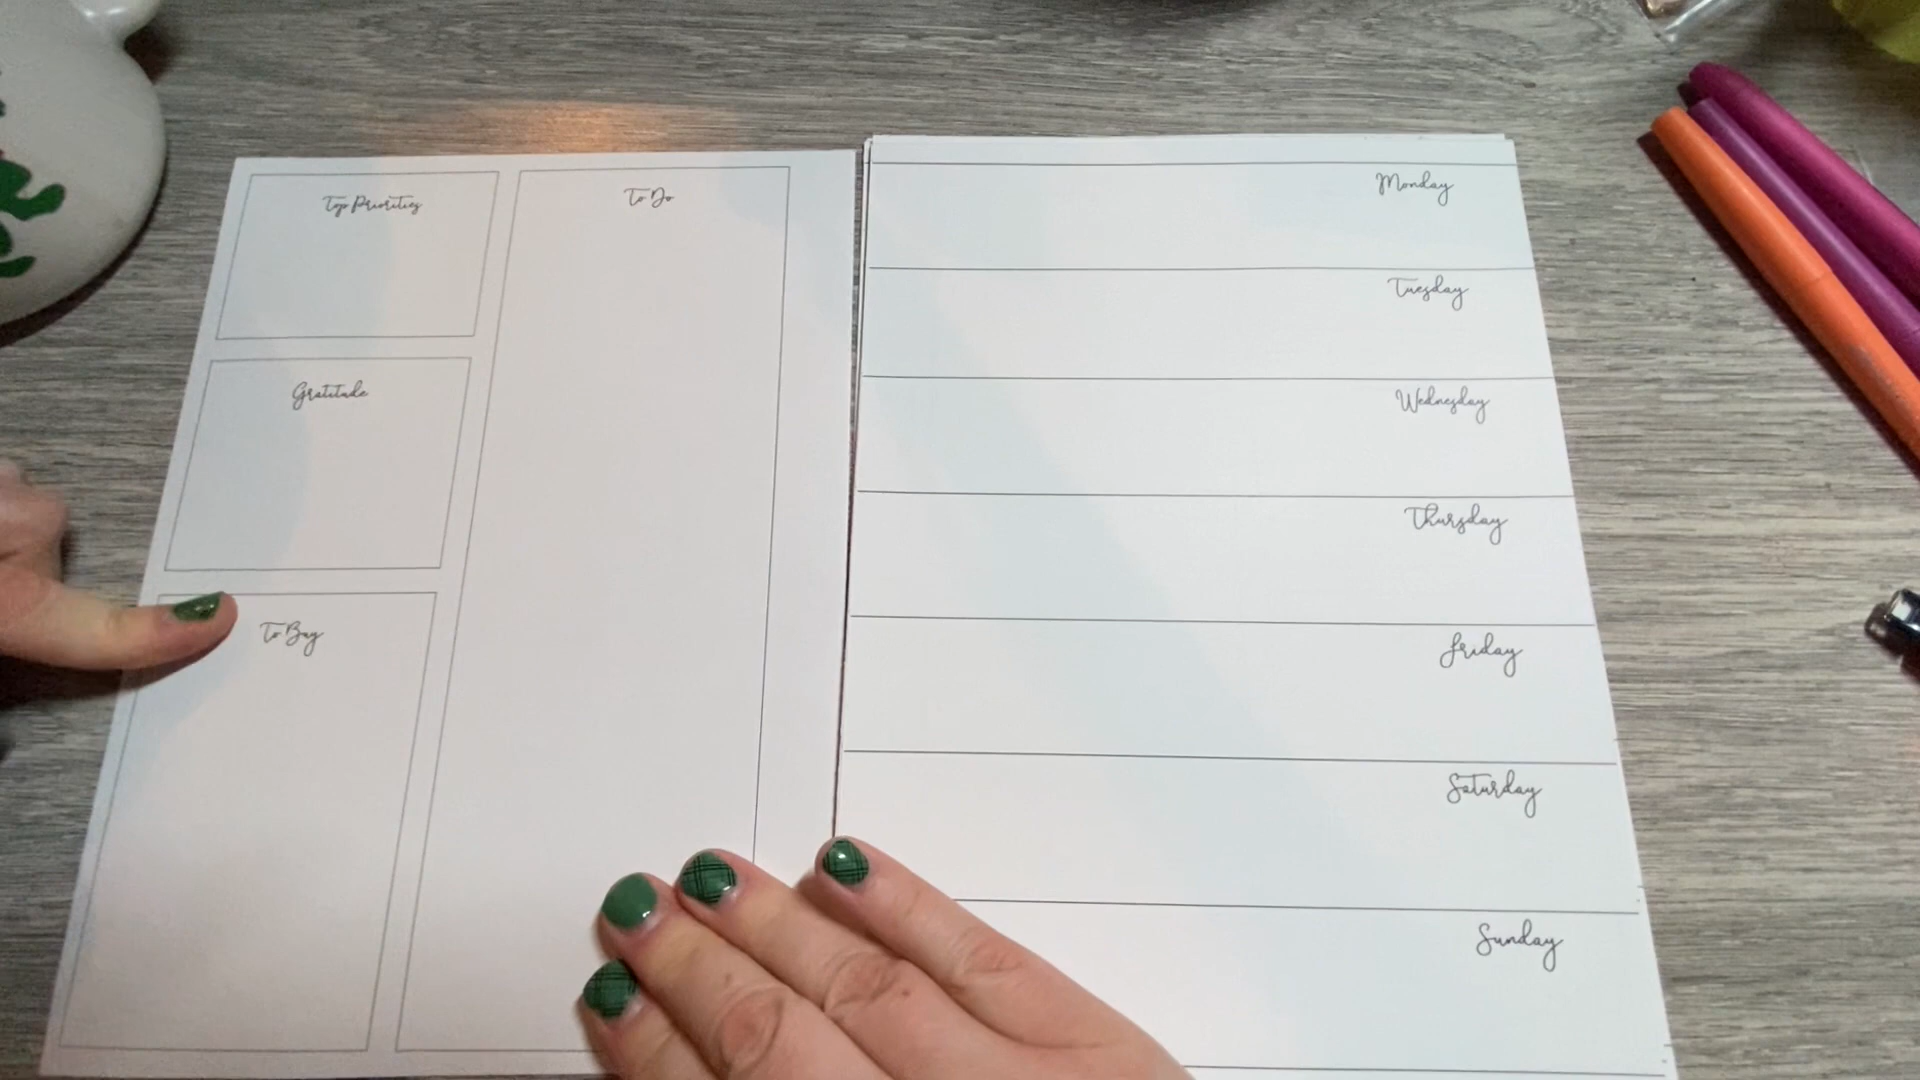 Top Priorities
To Do
Gratitude
To Buy
Monday
Tuesday
Wednesday
Thursday
Friday
Saturday
Sunday